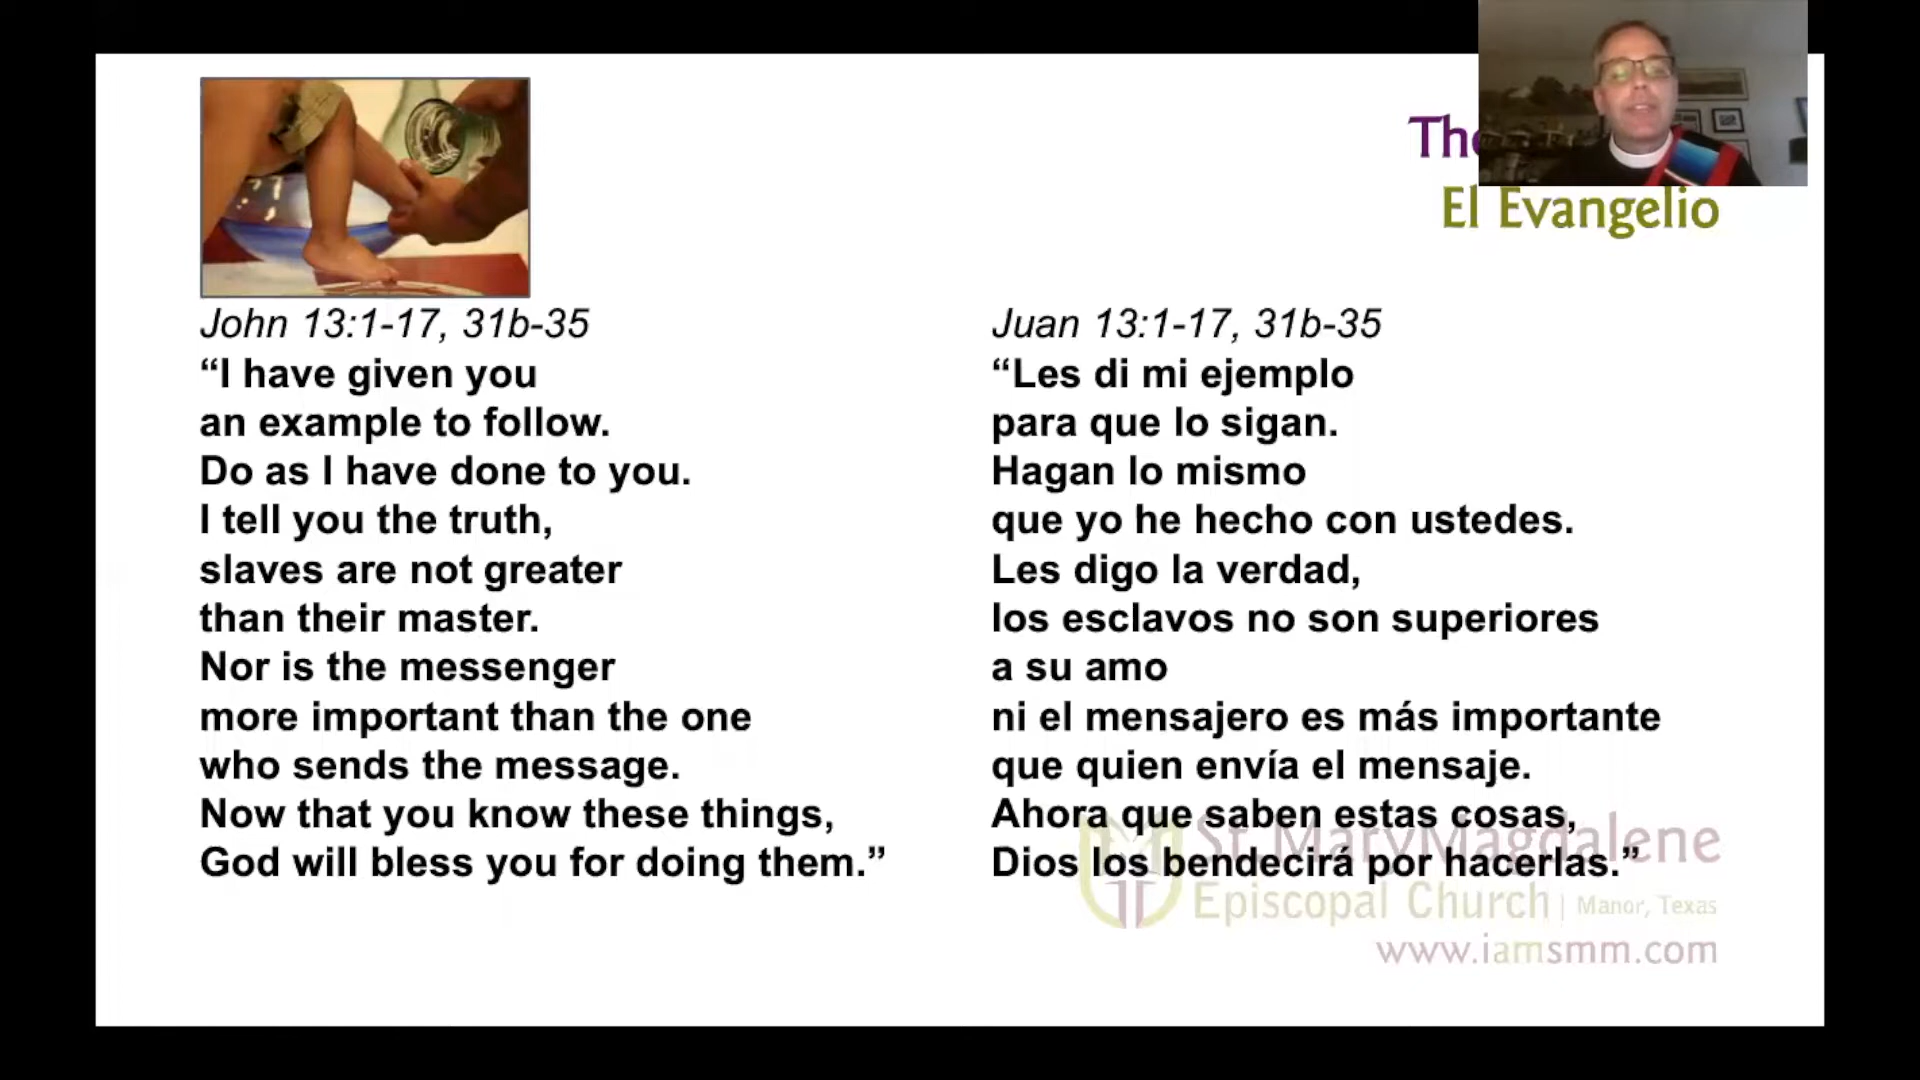 El Evangelio
John 13:1-17, 31b-35
“I have given you
an example to follow.
Do as I have done to you.
I tell you the truth,
slaves are not greater
than their master.
Nor is the messenger
more important than the one
who sends the message.
Now that you know these things,
God will bless you for doing them.”
Juan 13:1-17, 31b-35
“Les di mi ejemplo
para que lo sigan.
Hagan lo mismo
que yo he hecho con ustedes.
Les digo la verdad,
los esclavos no son superiores
a su amo
ni el mensajero es más importante
que quien envía el mensaje.
Ahora que saben estas cosas,
Dios los bendecirá por hacerlas.”
St. Mary Magdalene
Episcopal Church | Manor, Texas
www.iamsmm.com